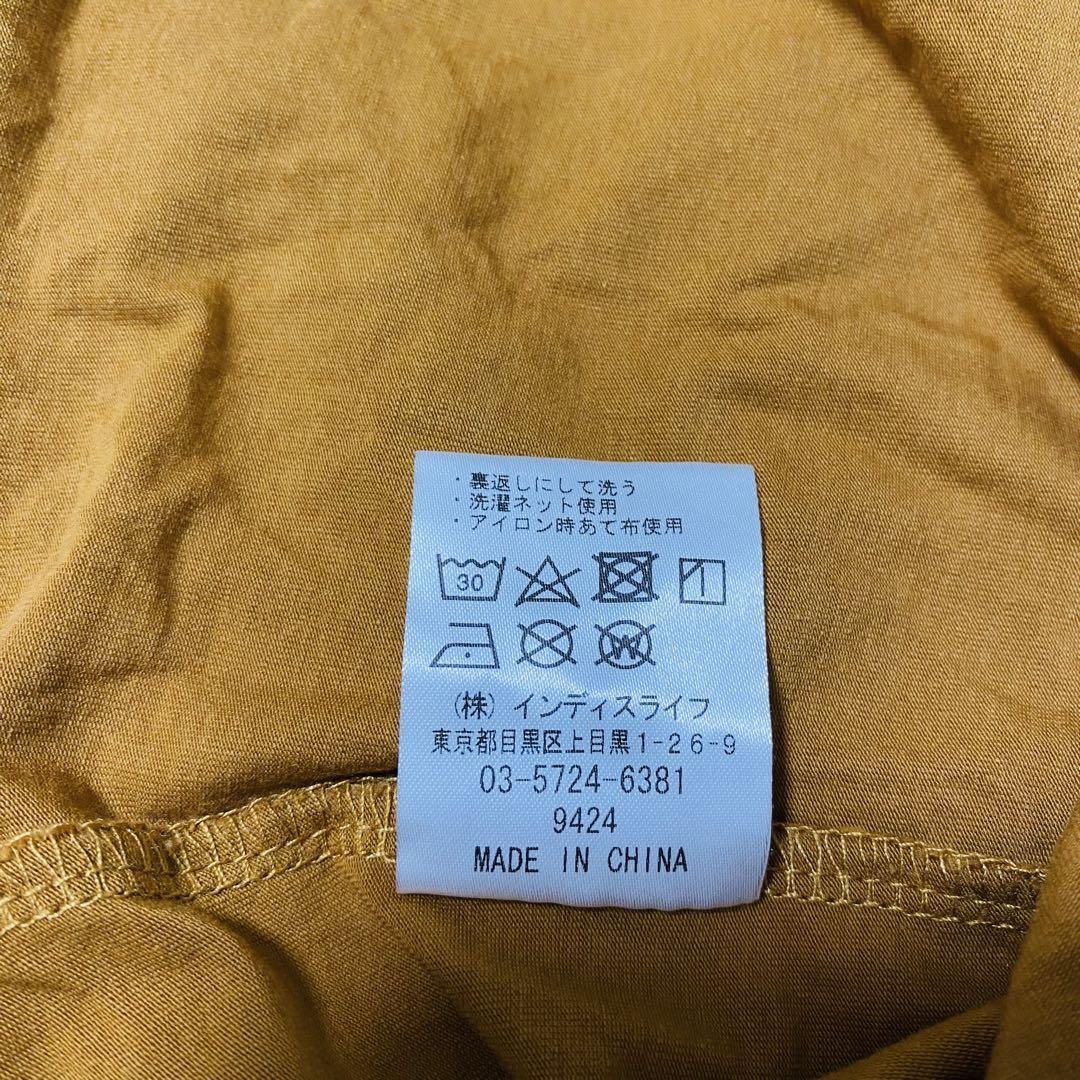 ・裏返しにして洗う
・洗濯ネット使用
・アイロン時あて布使用
30
W
(株)インディスライフ
東京都目黒区上目黒1-26-9
03-5724-6381
9424
MADE IN CHINA